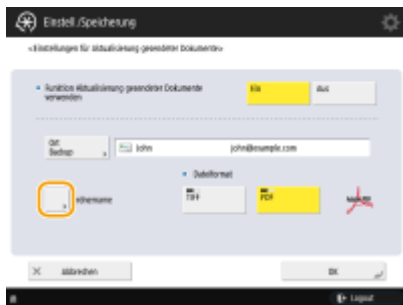 Einstell./Speicherung
<Einstellungen für Aktualisierung gesendeter Dokumente>
Funktion Aktualisierung gesendeter Dokumente
verwenden
Ein
Aus
Ort
Backup
John
john@example.com
Dateiformat
TIFF
PDF
Abbrechen
OK
Logout